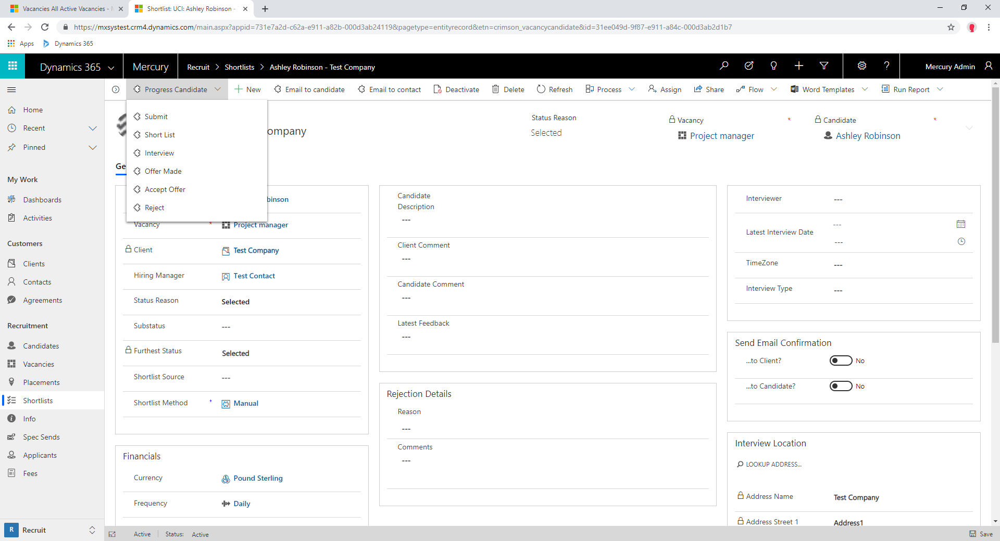 Vacancies All Active Vacancies -
Shortlist: UCI: Ashley Robinson -
https://mxsystest.crm4.dynamics.com/main.aspx?appid=731e7a2d-c62a-e911-a82b-000d3ab24119&pagetype=entityrecord&etn=crimson_vacancycandidate&id=31ee049d-9f87-e911-a84c-000d3ab2d1b7
Apps Dynamics 365
Dynamics 365 Mercury Recruit > Shortlists > Ashley Robinson - Test Company Mercury Admin
Progress Candidate New Email to candidate Email to contact Deactivate Delete Refresh Process Assign Share Flow Word Templates Run Report
Home
Recent
Pinned
My Work
Dashboards
Activities
Customers
Clients
Contacts
Agreements
Recruitment
Candidates
Vacancies
Placements
Shortlists
Info
Spec Sends
Applicants
Fees
R Recruit
Submit
Short List
Interview
Offer Made
Accept Offer
Reject
ompany
Status Reason
Selected
Vacancy *
Project manager
Candidate *
Ashley Robinson
Ge
binson
Vacancy * Project manager
Client Test Company
Hiring Manager Test Contact
Status Reason Selected
Substatus ---
Furthest Status Selected
Shortlist Source ---
Shortlist Method + Manual
Financials
Currency Pound Sterling
Frequency Daily
Candidate
Description
---
Client Comment
---
Candidate Comment
---
Latest Feedback
---
Rejection Details
Reason
---
Comments
---
Interviewer ---
Latest Interview Date ---
---
TimeZone ---
Interview Type ---
Send Email Confirmation
...to Client? No
...to Candidate? No
Interview Location
LOOKUP ADDRESS...
Address Name Test Company
Address Street 1 Address1
Active Status: Active Save